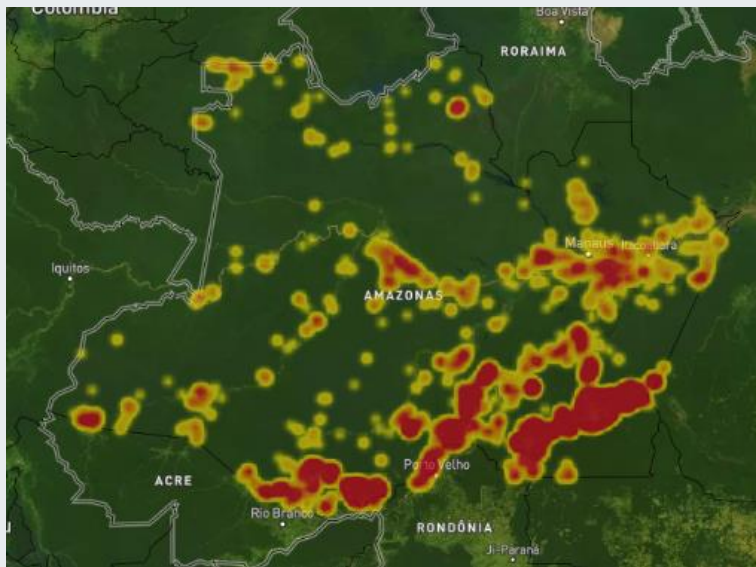 Colombia
Boa Vista
RORAIMA
Manaus
Itacoatiara
Iquitos
AMAZONAS
Porto Velho
ACRE
Rio Branco
RONDÔNIA
Ji-Paraná